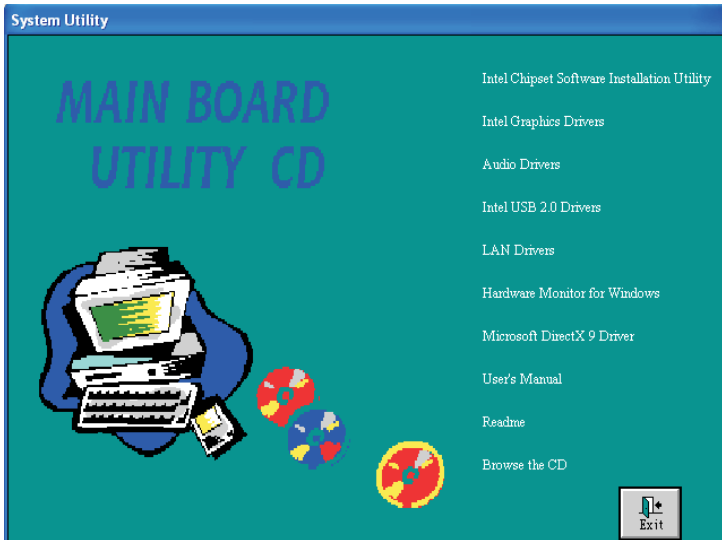 System Utility
MAIN BOARD
UTILITY CD
Intel Chipset Software Installation Utility
Intel Graphics Drivers
Audio Drivers
Intel USB 2.0 Drivers
LAN Drivers
Hardware Monitor for Windows
Microsoft DirectX 9 Driver
User's Manual
Readme
Browse the CD
Exit